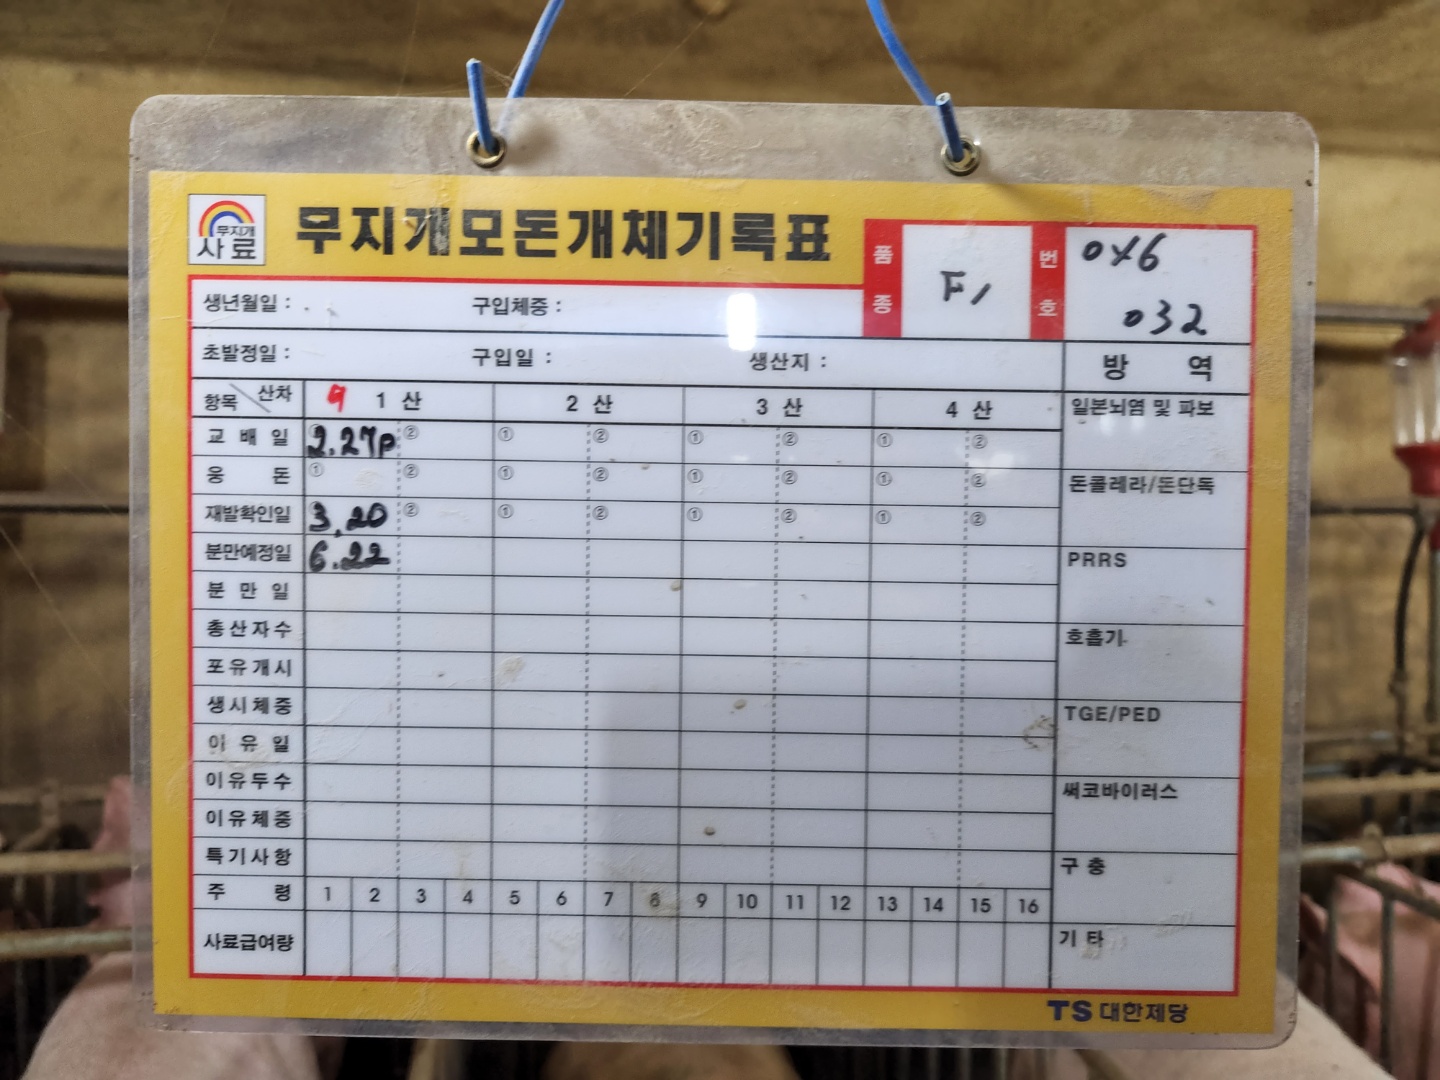 무지개
사료
무지개모돈개체기록표
품종 F1 번호 0x6
032
생년월일 : 구입체중 :
초발정일 : 구입일 : 생산지 : 방 역
항목 산차 9 1 산 2 산 3 산 4 산 일본뇌염 및 파보
교 배 일 2.27P ② ① ② ① ② ① ②
웅 돈 ① ② ① ② ① ② ① ② 돈콜레라/돈단독
재발확인일 3.20 ② ① ② ① ② ① ②
분만예정일 6.22 PRRS
분 만 일
총산자수 호흡기
포유개시
생시체중 TGE/PED
이 유 일
이유두수 써코바이러스
이유체중
특기사항 구 충
주 령 1 2 3 4 5 6 7 8 9 10 11 12 13 14 15 16
사료급여량 기 타
TS 대한제당